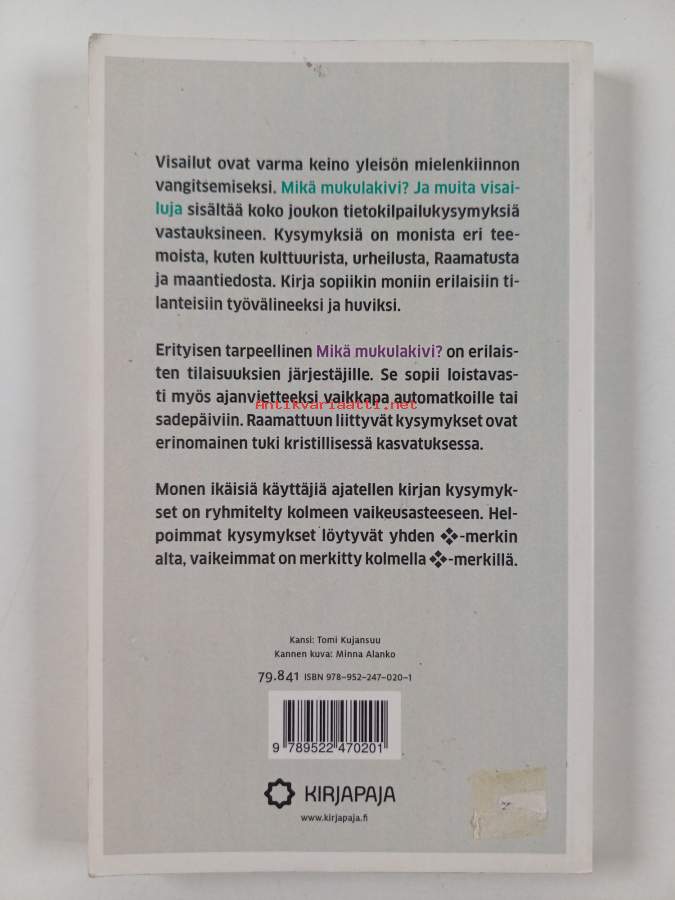 Visailut ovat varma keino yleisön mielenkiinnon
vangitsemiseksi. Mikä mukulakivi? Ja muita visai-
luja sisältää koko joukon tietokilpailukysymyksiä
vastauksineen. Kysymyksiä on monista eri tee-
moista, kuten kulttuurista, urheilusta, Raamatusta
ja maantiedosta. Kirja sopiikin moniin erilaisiin ti-
lanteisiin työvälineeksi ja huviksi.
Erityisen tarpeellinen Mikä mukulakivi? on erilais-
ten tilaisuuksien järjestäjille. Se sopii loistavas-
ti myös ajanvietteeksi vaikkapa automatkoille tai
Antikvariaatti.net
sadepäiviin. Raamattuun liittyvät kysymykset ovat
erinomainen tuki kristillisessä kasvatuksessa.
Monen ikäisiä käyttäjiä ajatellen kirjan kysymyk-
set on ryhmitelty kolmeen vaikeusasteeseen. Hel-
poimmat kysymykset löytyvät yhden ❖-merkin
alta, vaikeimmat on merkitty kolmella ❖-merkillä.
Kansi: Tomi Kujansuu
Kannen kuva: Minna Alanko
79.841 ISBN 978-952-247-020-1
9 789522 470201
KIRJAPAJA
www.kirjapaja.fi